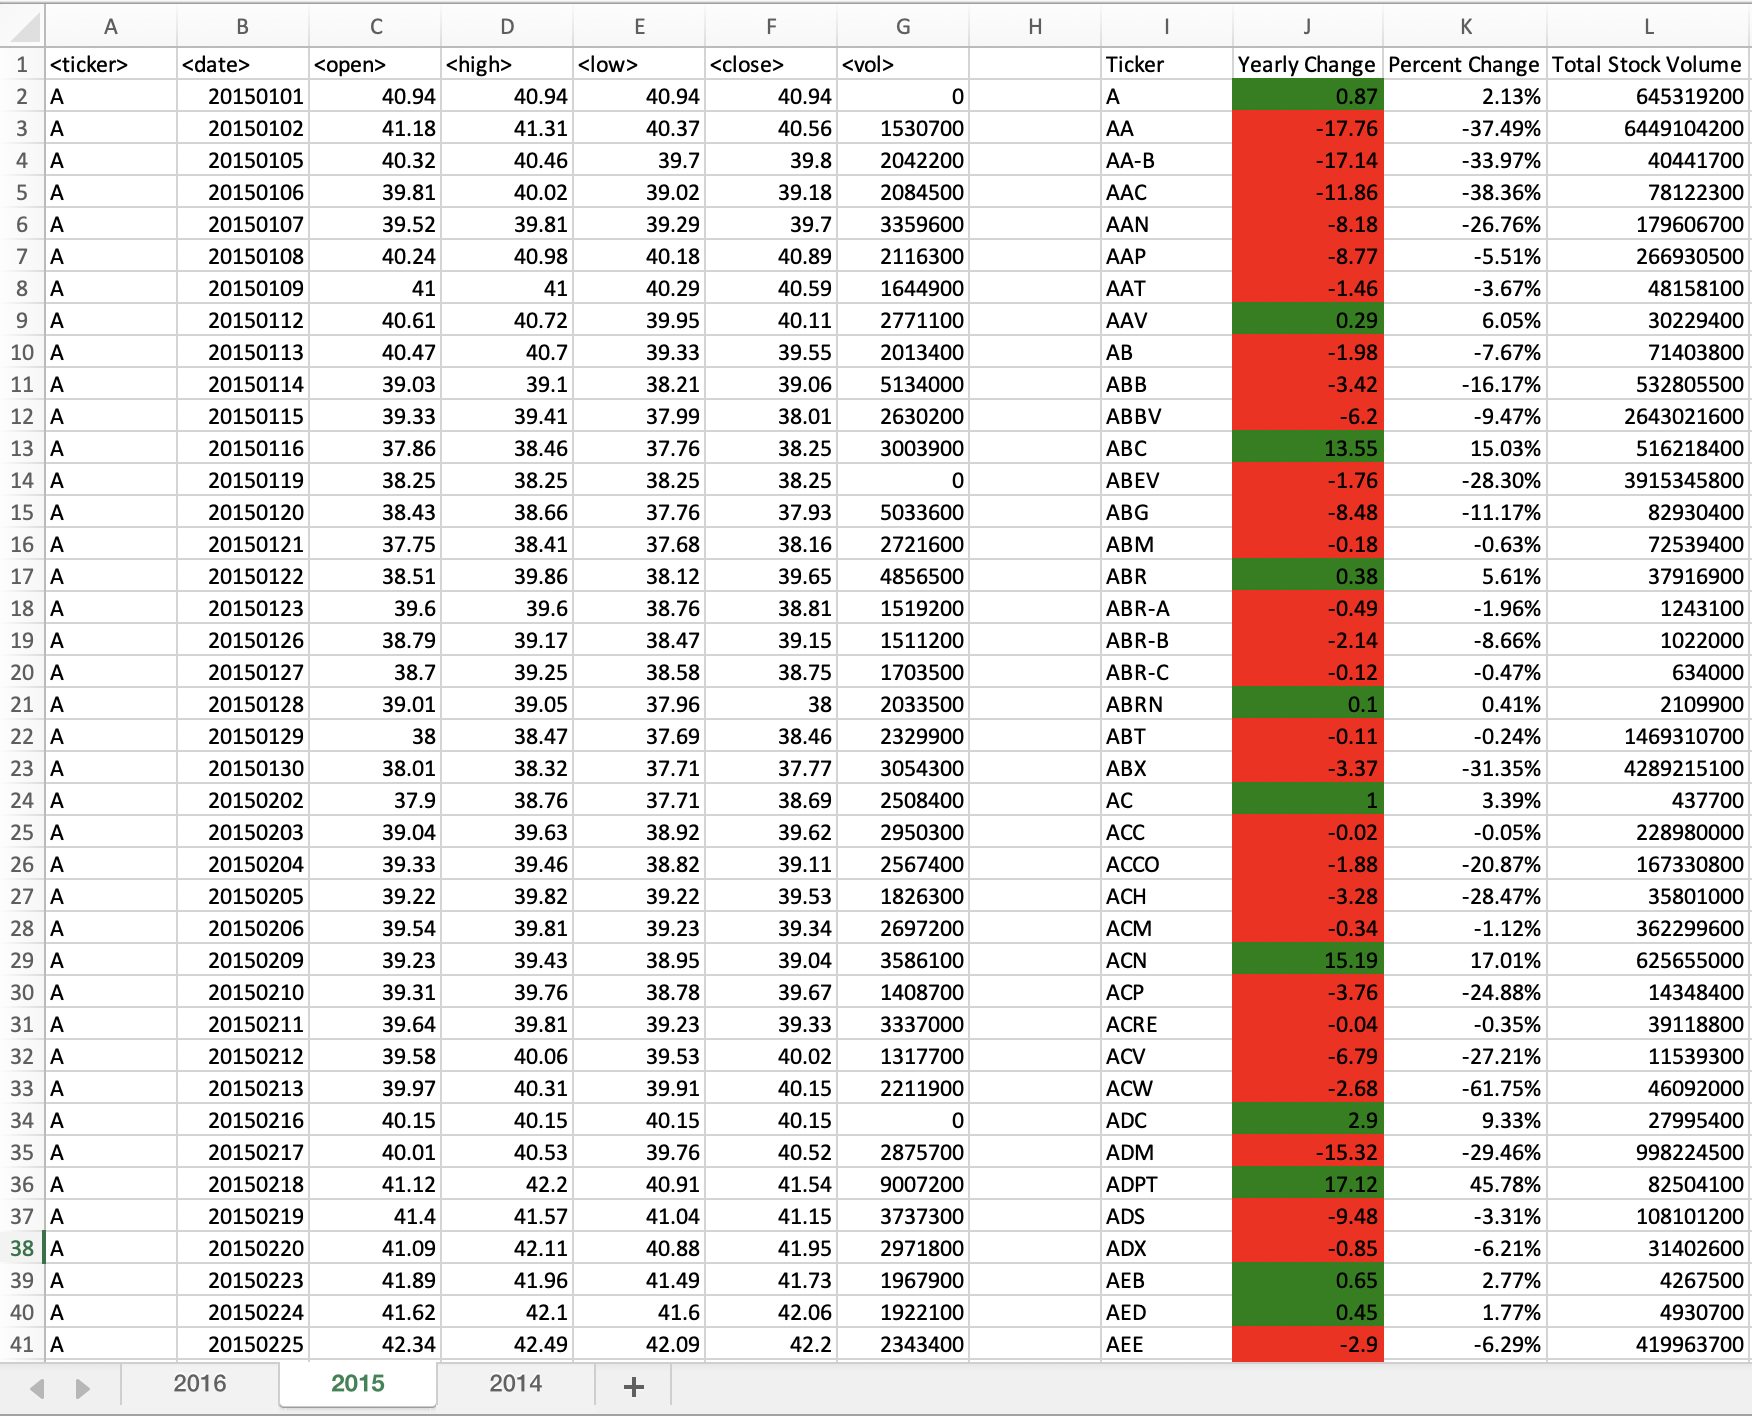 A B C D E F G H I J K L
1 <ticker> <date> <open> <high> <low> <close> <vol> Ticker Yearly Change Percent Change Total Stock Volume
2 A 20150101 40.94 40.94 40.94 40.94 0 A 0.87 2.13% 645319200
3 A 20150102 41.18 41.31 40.37 40.56 1530700 AA -17.76 -37.49% 6449104200
4 A 20150105 40.32 40.46 39.7 39.8 2042200 AA-B -17.14 -33.97% 40441700
5 A 20150106 39.81 40.02 39.02 39.18 2084500 AAC -11.86 -38.36% 78122300
6 A 20150107 39.52 39.81 39.29 39.7 3359600 AAN -8.18 -26.76% 179606700
7 A 20150108 40.24 40.98 40.18 40.89 2116300 AAP -8.77 -5.51% 266930500
8 A 20150109 41 41 40.29 40.59 1644900 AAT -1.46 -3.67% 48158100
9 A 20150112 40.61 40.72 39.95 40.11 2771100 AAV 0.29 6.05% 30229400
10 A 20150113 40.47 40.7 39.33 39.55 2013400 AB -1.98 -7.67% 71403800
11 A 20150114 39.03 39.1 38.21 39.06 5134000 ABB -3.42 -16.17% 532805500
12 A 20150115 39.33 39.41 37.99 38.01 2630200 ABBV -6.2 -9.47% 2643021600
13 A 20150116 37.86 38.46 37.76 38.25 3003900 ABC 13.55 15.03% 516218400
14 A 20150119 38.25 38.25 38.25 38.25 0 ABEV -1.76 -28.30% 3915345800
15 A 20150120 38.43 38.66 37.76 37.93 5033600 ABG -8.48 -11.17% 82930400
16 A 20150121 37.75 38.41 37.68 38.16 2721600 ABM -0.18 -0.63% 72539400
17 A 20150122 38.51 39.86 38.12 39.65 4856500 ABR 0.38 5.61% 37916900
18 A 20150123 39.6 39.6 38.76 38.81 1519200 ABR-A -0.49 -1.96% 1243100
19 A 20150126 38.79 39.17 38.47 39.15 1511200 ABR-B -2.14 -8.66% 1022000
20 A 20150127 38.7 39.25 38.58 38.75 1703500 ABR-C -0.12 -0.47% 634000
21 A 20150128 39.01 39.05 37.96 38 2033500 ABRN 0.1 0.41% 2109900
22 A 20150129 38 38.47 37.69 38.46 2329900 ABT -0.11 -0.24% 1469310700
23 A 20150130 38.01 38.32 37.71 37.77 3054300 ABX -3.37 -31.35% 4289215100
24 A 20150202 37.9 38.76 37.71 38.69 2508400 AC 1 3.39% 437700
25 A 20150203 39.04 39.63 38.92 39.62 2950300 ACC -0.02 -0.05% 228980000
26 A 20150204 39.33 39.46 38.82 39.11 2567400 ACCO -1.88 -20.87% 167330800
27 A 20150205 39.22 39.82 39.22 39.53 1826300 ACH -3.28 -28.47% 35801000
28 A 20150206 39.54 39.81 39.23 39.34 2697200 ACM -0.34 -1.12% 362299600
29 A 20150209 39.23 39.43 38.95 39.04 3586100 ACN 15.19 17.01% 625655000
30 A 20150210 39.31 39.76 38.78 39.67 1408700 ACP -3.76 -24.88% 14348400
31 A 20150211 39.64 39.81 39.23 39.33 3337000 ACRE -0.04 -0.35% 39118800
32 A 20150212 39.58 40.06 39.53 40.02 1317700 ACV -6.79 -27.21% 11539300
33 A 20150213 39.97 40.31 39.91 40.15 2211900 ACW -2.68 -61.75% 46092000
34 A 20150216 40.15 40.15 40.15 40.15 0 ADC 2.9 9.33% 27995400
35 A 20150217 40.01 40.53 39.76 40.52 2875700 ADM -15.32 -29.46% 998224500
36 A 20150218 41.12 42.2 40.91 41.54 9007200 ADPT 17.12 45.78% 82504100
37 A 20150219 41.4 41.57 41.04 41.15 3737300 ADS -9.48 -3.31% 108101200
38 A 20150220 41.09 42.11 40.88 41.95 2971800 ADX -0.85 -6.21% 31402600
39 A 20150223 41.89 41.96 41.49 41.73 1967900 AEB 0.65 2.77% 4267500
40 A 20150224 41.62 42.1 41.6 42.06 1922100 AED 0.45 1.77% 4930700
41 A 20150225 42.34 42.49 42.09 42.2 2343400 AEE -2.9 -6.29% 419963700
2016 2015 2014 +